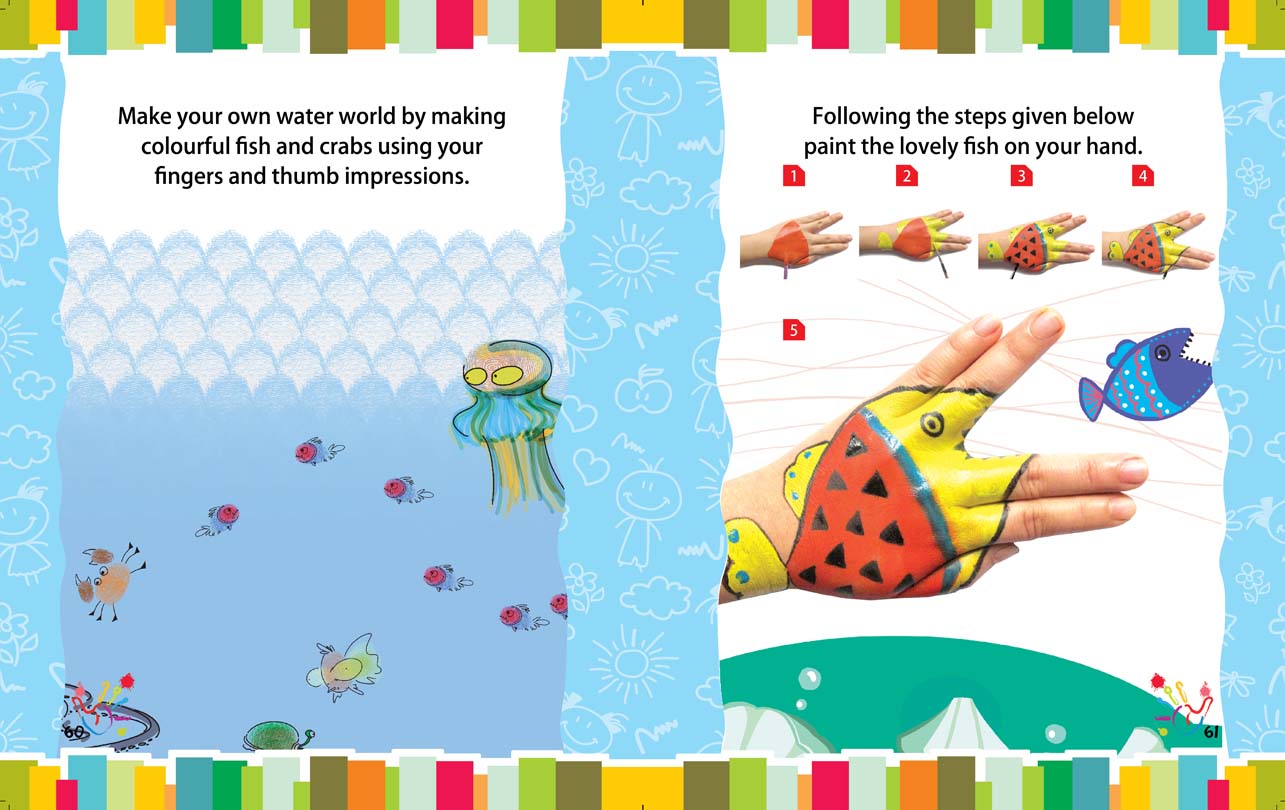 Make your own water world by making
colourful fish and crabs using your
fingers and thumb impressions.
60
Following the steps given below
paint the lovely fish on your hand.
1
2
3
4
5
61